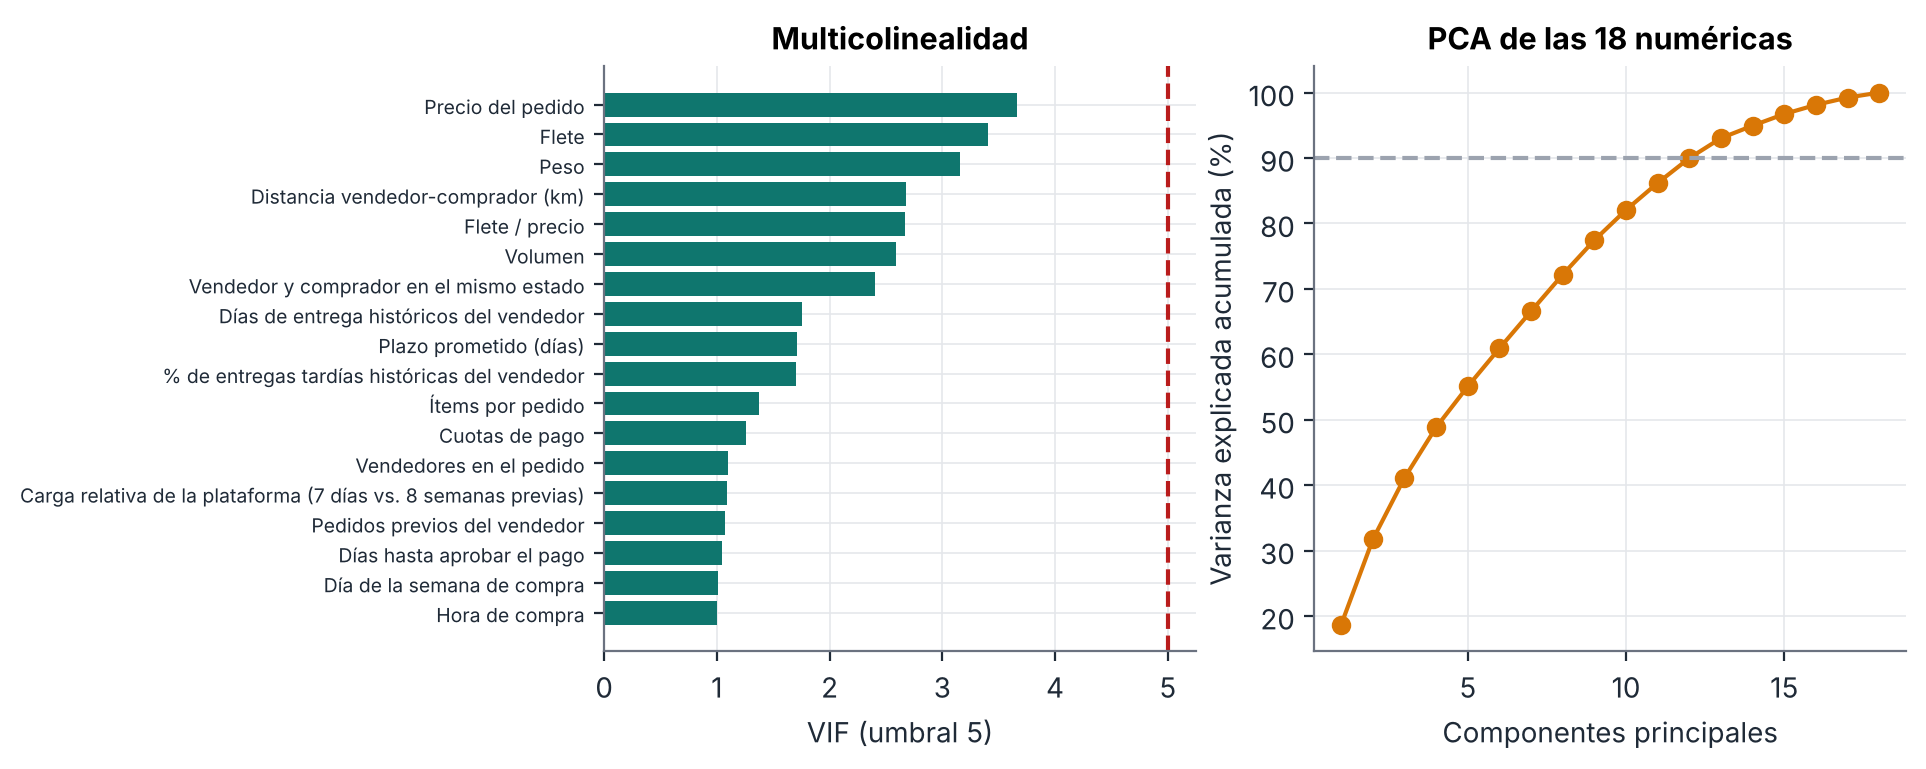 Multicolinealidad
Precio del pedido
Flete
Peso
Distancia vendedor-comprador (km)
Flete / precio
Volumen
Vendedor y comprador en el mismo estado
Días de entrega históricos del vendedor
Plazo prometido (días)
% de entregas tardías históricas del vendedor
Ítems por pedido
Cuotas de pago
Vendedores en el pedido
Carga relativa de la plataforma (7 días vs. 8 semanas previas)
Pedidos previos del vendedor
Días hasta aprobar el pago
Día de la semana de compra
Hora de compra
0 1 2 3 4 5
VIF (umbral 5)
PCA de las 18 numéricas
Varianza explicada acumulada (%)
100
90
80
70
60
50
40
30
20
5 10 15
Componentes principales